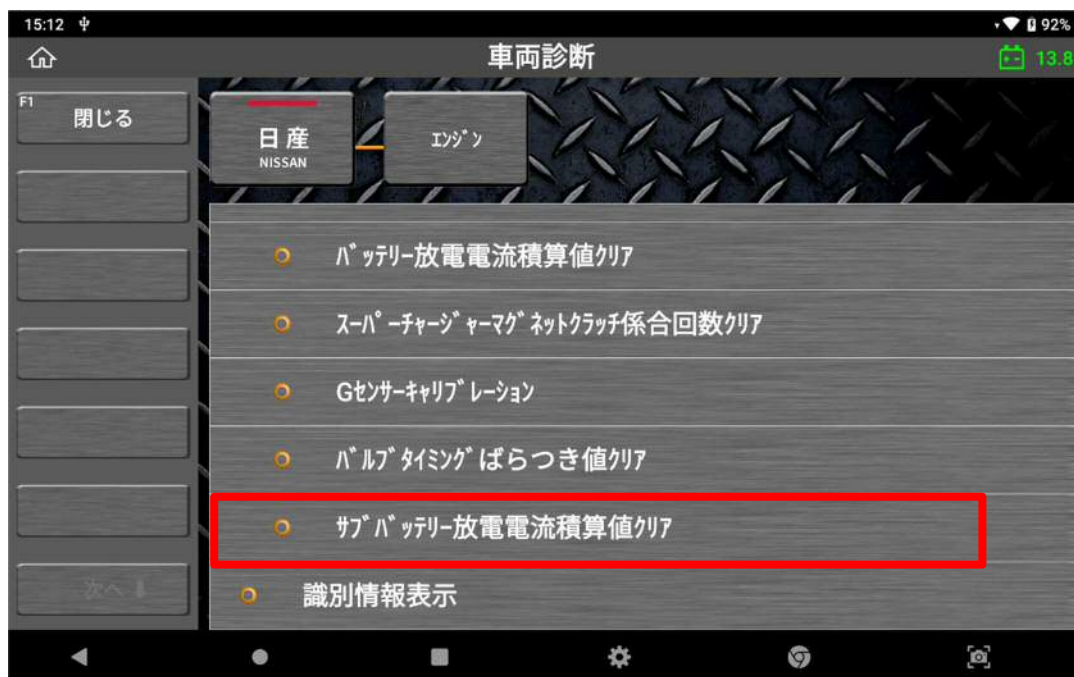 15:12
92%
車両診断
13.8
F1
閉じる
日産
NISSAN
ｴﾝｼﾞﾝ
ﾊﾞｯﾃﾘｰ放電電流積算値ｸﾘｱ
ｽｰﾊﾟｰﾁｬｰｼﾞｬｰﾏｸﾞﾈｯﾄｸﾗｯﾁ係合回数ｸﾘｱ
Gｾﾝｻｰｷｬﾘﾌﾞﾚｰｼｮﾝ
ﾊﾞﾙﾌﾞﾀｲﾐﾝｸﾞばらつき値ｸﾘｱ
ｻﾌﾞﾊﾞｯﾃﾘｰ放電電流積算値ｸﾘｱ
識別情報表示
次へ⬇